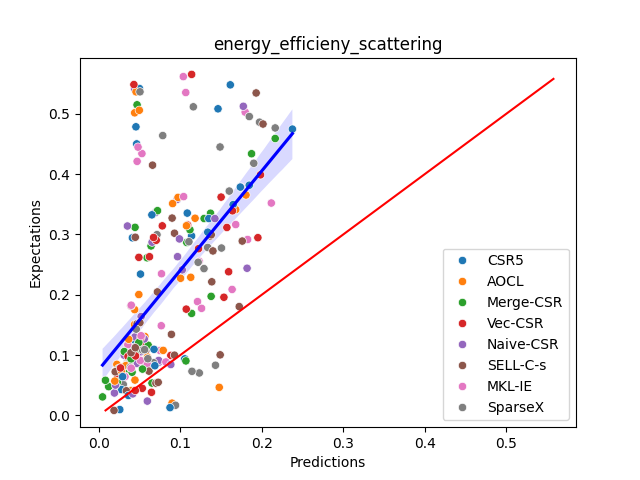 energy_efficieny_scattering
Expectations
0.5
0.4
0.3
0.2
0.1
0.0
0.0 0.1 0.2 0.3 0.4 0.5
Predictions
CSR5
AOCL
Merge-CSR
Vec-CSR
Naive-CSR
SELL-C-s
MKL-IE
SparseX